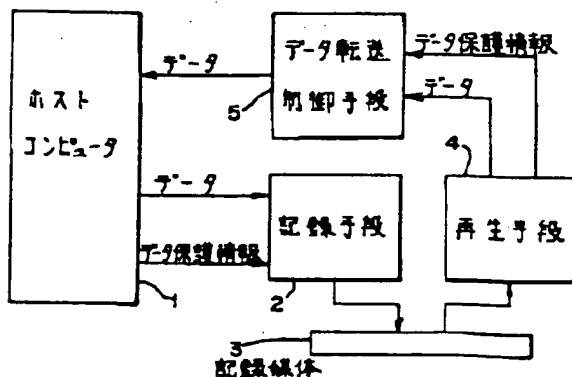 ホスト
コンピュータ
1
データ
データ転送
制御手段
5
データ保護情報
データ
データ
データ保護情報
記録手段
2
4
再生手段
3
記録媒体